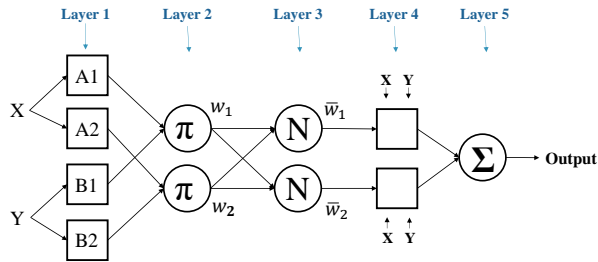 Layer 1 Layer 2 Layer 3 Layer 4 Layer 5
A1
X Y
X
w₁
w̅₁
A2
π
N
Σ
Output
B1
π
N
Y
w₂
w̅₂
B2
X Y